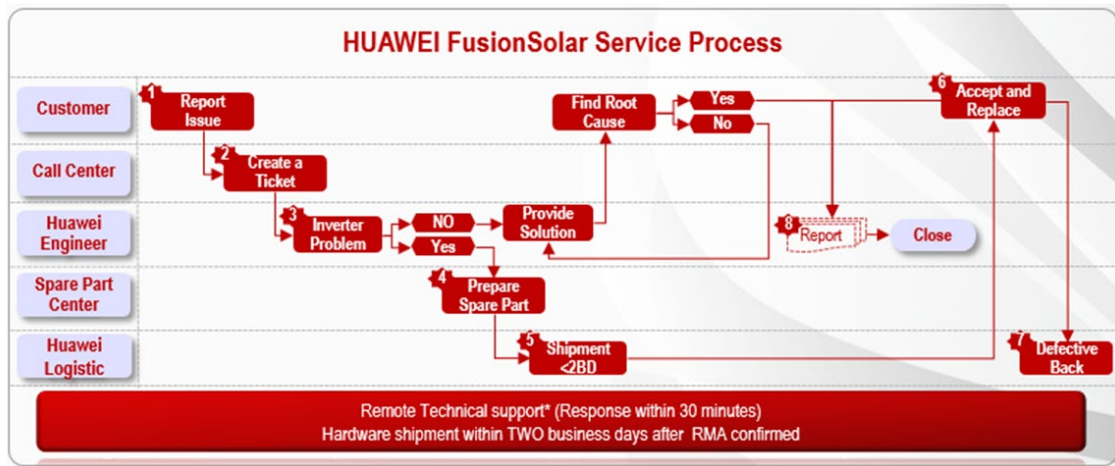 HUAWEI FusionSolar Service Process
Customer
1
Report
Issue
Find Root
Cause
Yes
No
6
Accept and
Replace
Call Center
2
Create a
Ticket
Huawei
Engineer
3
Inverter
Problem
NO
Yes
Provide
Solution
8
Report
Close
Spare Part
Center
4
Prepare
Spare Part
Huawei
Logistic
5
Shipment
<2BD
7
Defective
Back
Remote Technical support* (Response within 30 minutes)
Hardware shipment within TWO business days after RMA confirmed